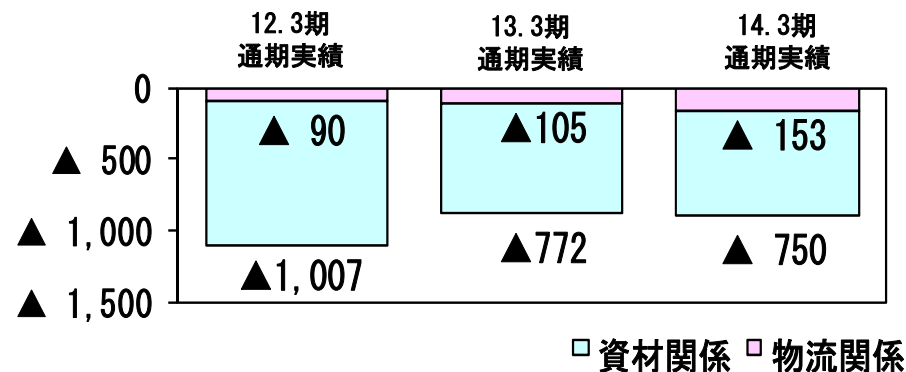 12.3期
通期実績
13.3期
通期実績
14.3期
通期実績
0
▲ 500
▲ 1,000
▲ 1,500
▲ 90
▲105
▲ 153
▲1,007
▲772
▲ 750
資材関係 物流関係